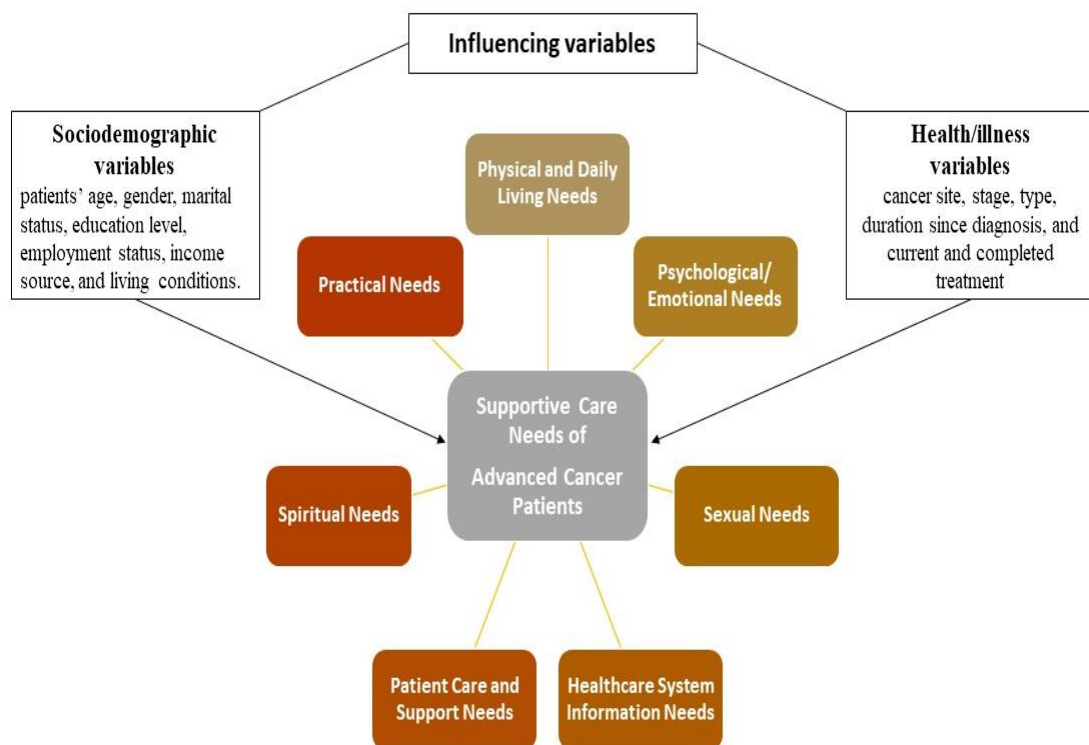 Influencing variables
Sociodemographic
variables
patients’ age, gender, marital
status, education level,
employment status, income
source, and living conditions.
Health/illness
variables
cancer site, stage, type,
duration since diagnosis, and
current and completed
treatment
Physical and Daily
Living Needs
Practical Needs
Psychological/
Emotional Needs
Supportive Care
Needs of
Advanced Cancer
Patients
Spiritual Needs
Sexual Needs
Patient Care and
Support Needs
Healthcare System
Information Needs